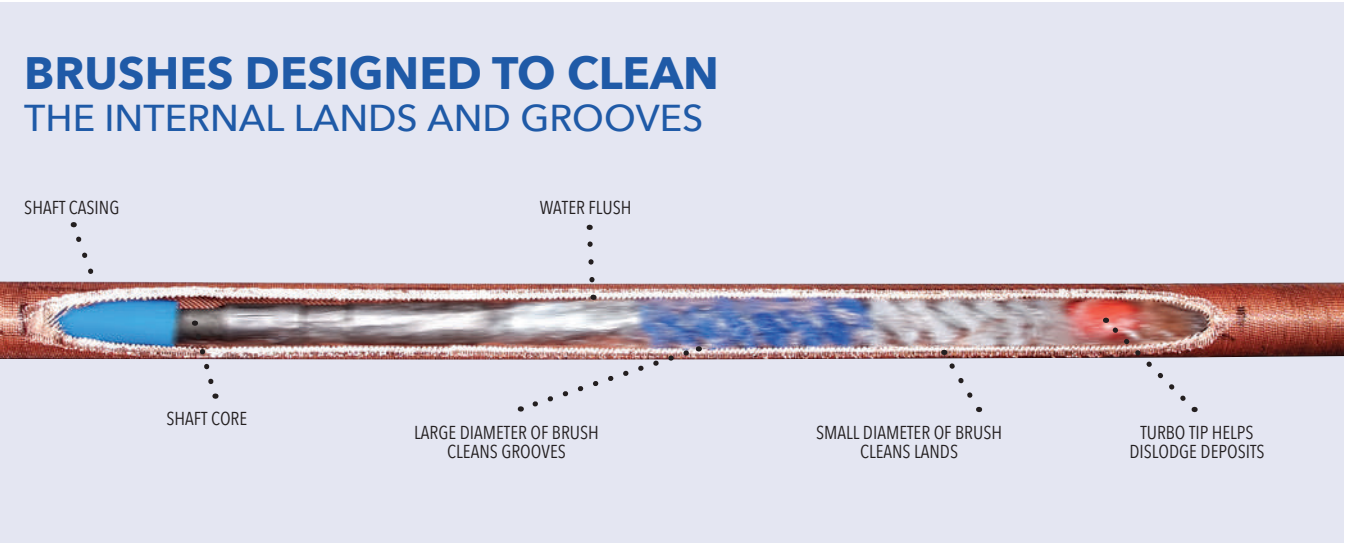 BRUSHES DESIGNED TO CLEAN
THE INTERNAL LANDS AND GROOVES
SHAFT CASING
WATER FLUSH
SHAFT CORE
LARGE DIAMETER OF BRUSH
CLEANS GROOVES
SMALL DIAMETER OF BRUSH
CLEANS LANDS
TURBO TIP HELPS
DISLODGE DEPOSITS